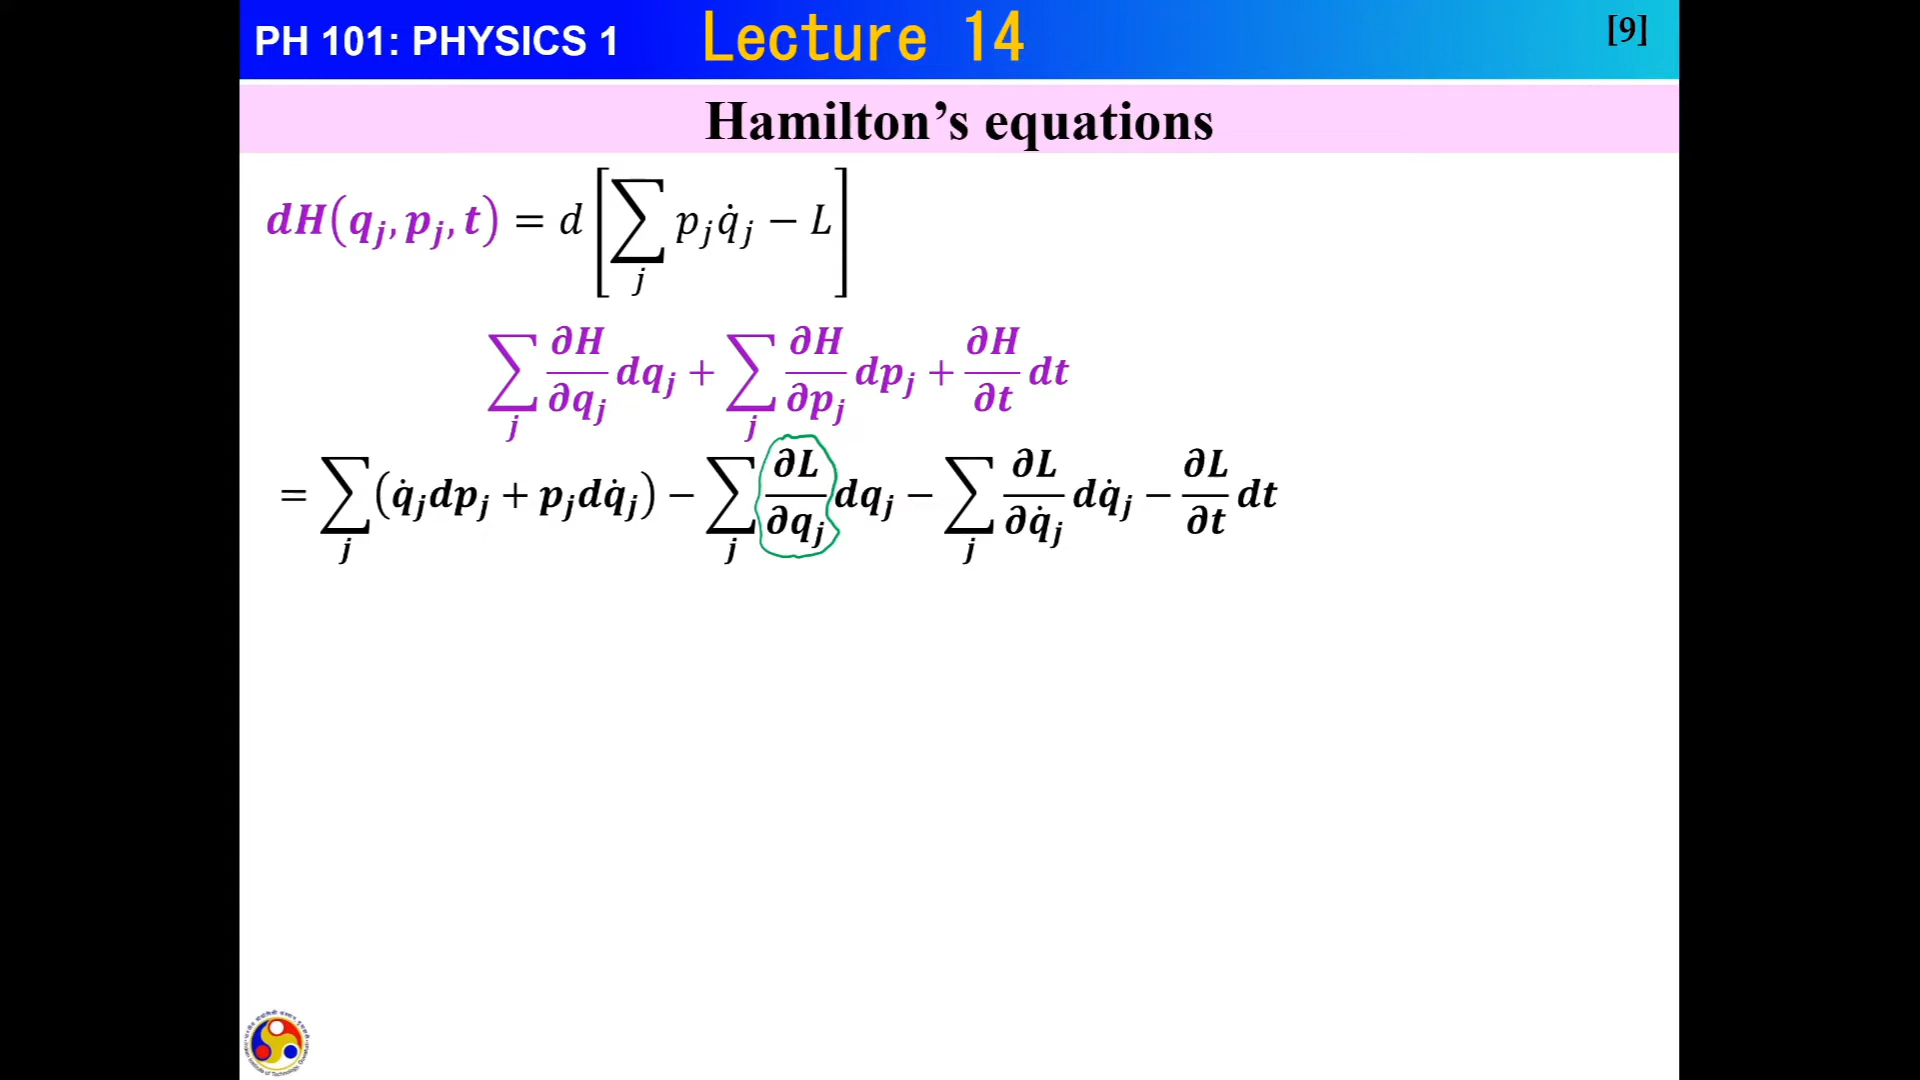 PH 101: PHYSICS 1 Lecture 14 [9]
Hamilton’s equations
dH(q_j, p_j, t) = d[∑_j p_j q̇_j − L]
∑_j ∂H/∂q_j dq_j + ∑_j ∂H/∂p_j dp_j + ∂H/∂t dt
= ∑_j (q̇_j dp_j + p_j dq̇_j) − ∑_j ∂L/∂q_j dq_j − ∑_j ∂L/∂q̇_j dq̇_j − ∂L/∂t dt